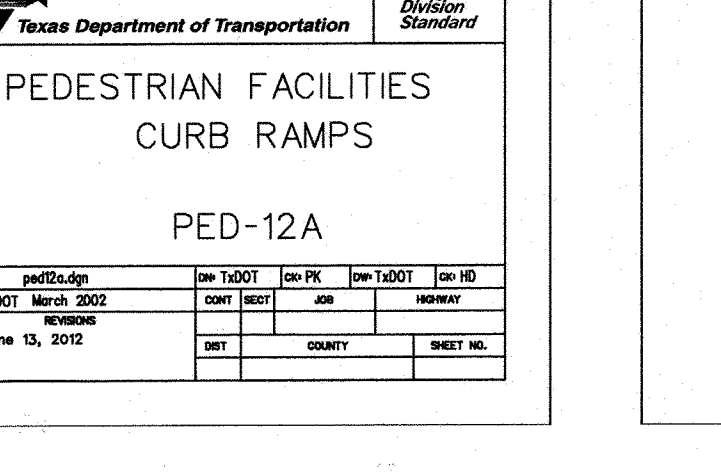 Division
Texas Department of Transportation Standard
PEDESTRIAN FACILITIES
CURB RAMPS
PED-12A
ped12a.dgn DN: TxDOT CK: PK DW: TxDOT CK: HD
March 2002 CONT SECT JOB HIGHWAY
REVISIONS
13, 2012 DIST COUNTY SHEET NO.